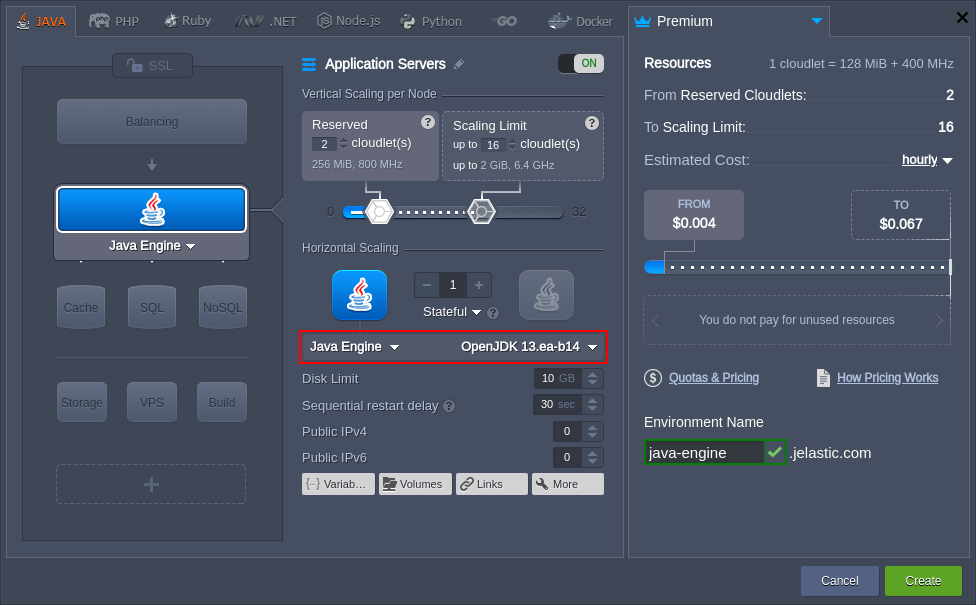 JAVA
PHP
Ruby
.NET
Node.js
Python
GO
Docker
SSL
Balancing
Java Engine
Cache
SQL
NoSQL
Storage
VPS
Build
Application Servers
ON
Vertical Scaling per Node
Reserved ?
2 cloudlet(s)
256 MiB, 800 MHz
Scaling Limit ?
up to 16 cloudlet(s)
up to 2 GiB, 6.4 GHz
0 32
Horizontal Scaling
− 1 +
Stateful ?
Java Engine OpenJDK 13.ea-b14
Disk Limit 10 GB
Sequential restart delay ? 30 sec
Public IPv4 0
Public IPv6 0
Variab...
Volumes
Links
More
Premium
Resources 1 cloudlet = 128 MiB + 400 MHz
From Reserved Cloudlets: 2
To Scaling Limit: 16
Estimated Cost: hourly
FROM
$0.004
TO
$0.067
You do not pay for unused resources
$ Quotas & Pricing
How Pricing Works
Environment Name
java-engine .jelastic.com
Cancel
Create